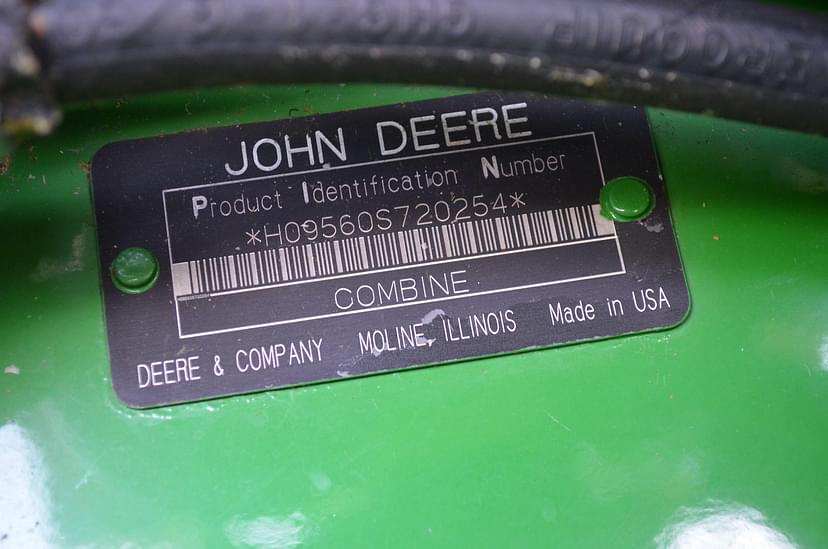 JOHN DEERE
Product Identification Number
*H09560S720254*
COMBINE
DEERE & COMPANY MOLINE, ILLINOIS Made in USA